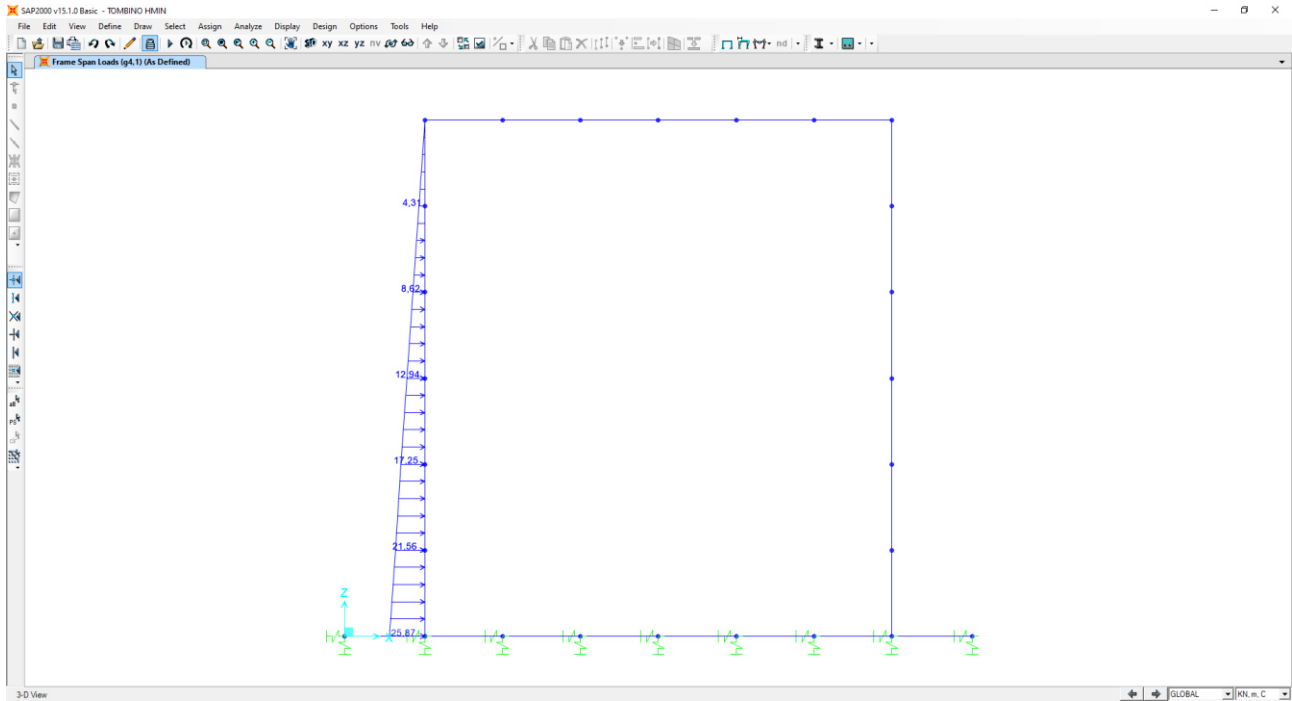 SAP2000 v15.1.0 Basic - TOMBINO HMIN
File Edit View Define Draw Select Assign Analyze Display Design Options Tools Help
xy xz yz nv nd
Frame Span Loads (g4,1) (As Defined)
4,31
8,62
12,94
17,25
21,56
Z
25,87
X
3-D View GLOBAL KN, m, C